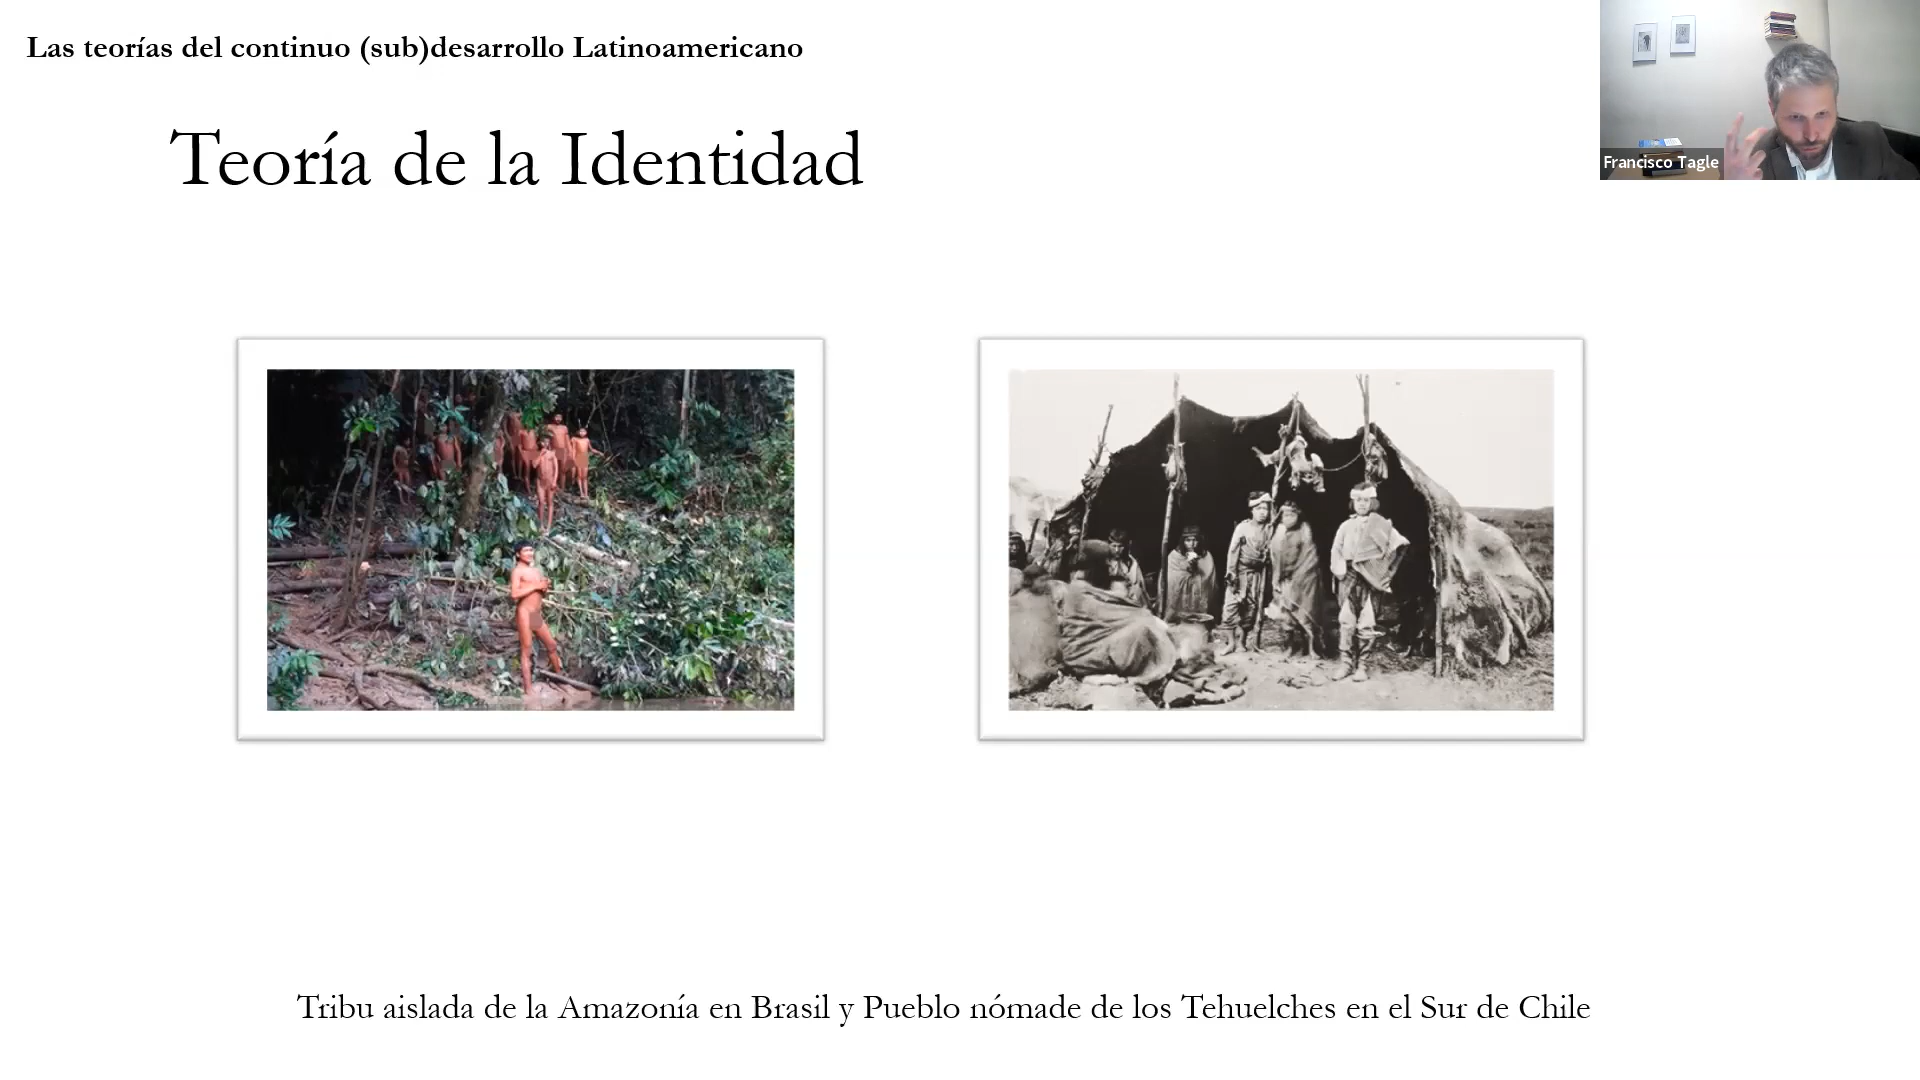 Las teorías del continuo (sub)desarrollo Latinoamericano
Teoría de la Identidad
Francisco Tagle
Tribu aislada de la Amazonía en Brasil y Pueblo nómade de los Tehuelches en el Sur de Chile